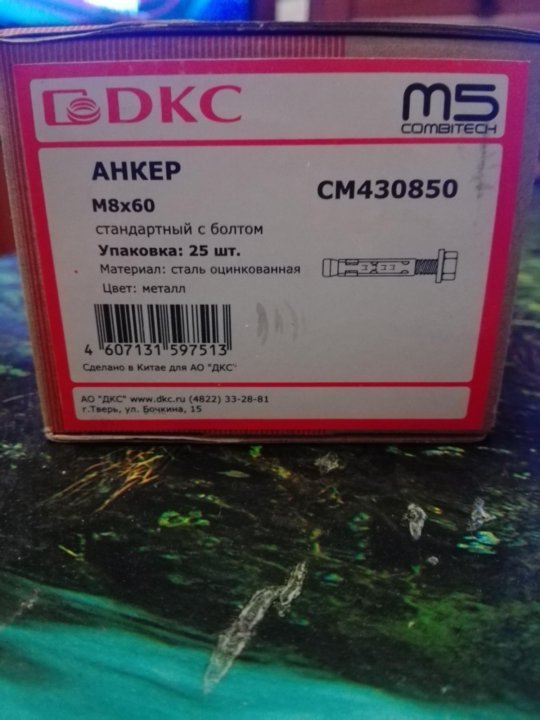 DKC
M5
COMBITECH
АНКЕР
M8x60
CM430850
стандартный с болтом
Упаковка: 25 шт.
Материал: сталь оцинкованная
Цвет: металл
4 607131 597513
Сделано в Китае для АО "ДКС"
АО "ДКС" www.dkc.ru (4822) 33-28-81
г.Тверь, ул. Бочкина, 15